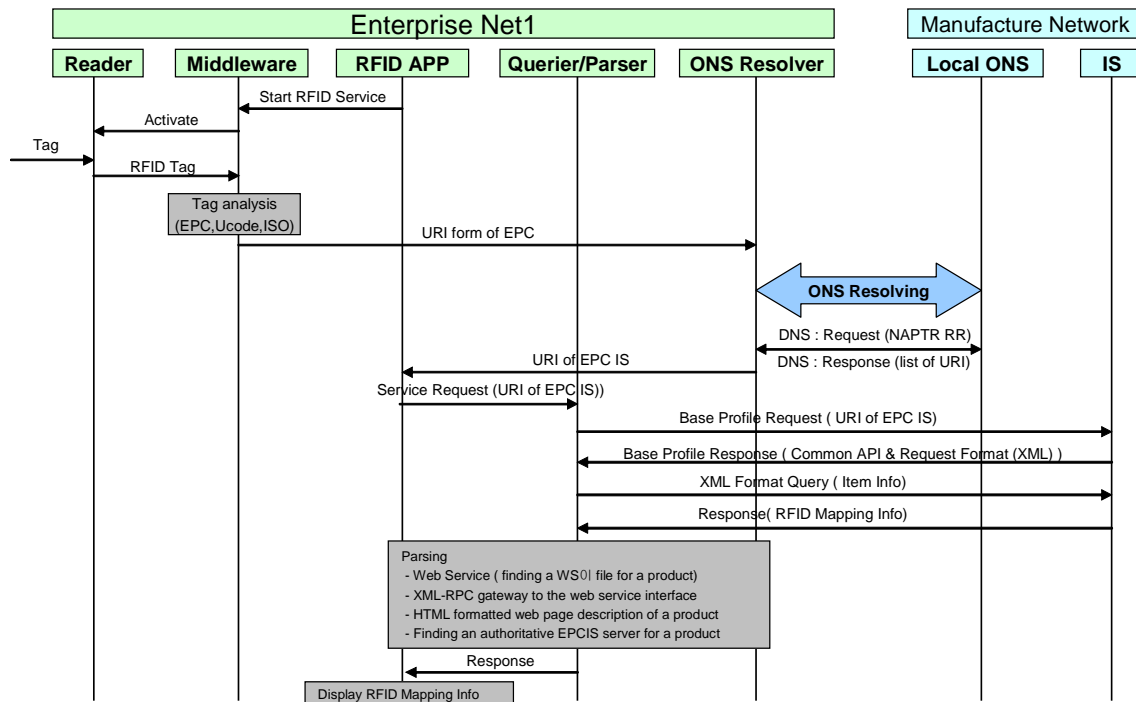 Enterprise Net1
Manufacture Network
Reader
Middleware
RFID APP
Querier/Parser
ONS Resolver
Local ONS
IS
Start RFID Service
Activate
Tag
RFID Tag
Tag analysis
(EPC,Ucode,ISO)
URI form of EPC
ONS Resolving
DNS : Request (NAPTR RR)
URI of EPC IS
DNS : Response (list of URI)
Service Request (URI of EPC IS))
Base Profile Request ( URI of EPC IS)
Base Profile Response ( Common API & Request Format (XML) )
XML Format Query ( Item Info)
Response( RFID Mapping Info)
Parsing
- Web Service ( finding a WS이 file for a product)
- XML-RPC gateway to the web service interface
- HTML formatted web page description of a product
- Finding an authoritative EPCIS server for a product
Response
Display RFID Mapping Info